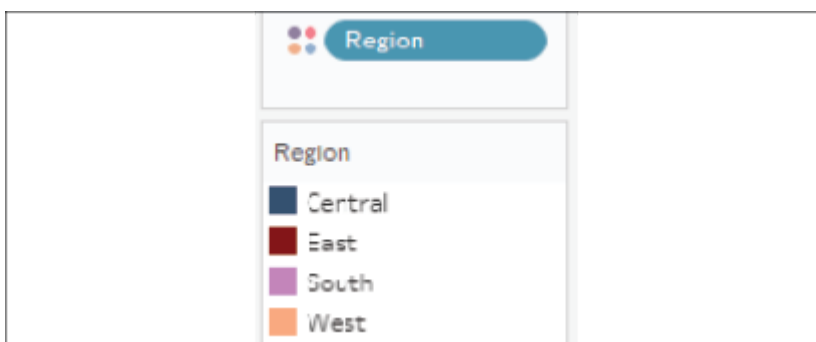 Region
Region
Central
East
South
West